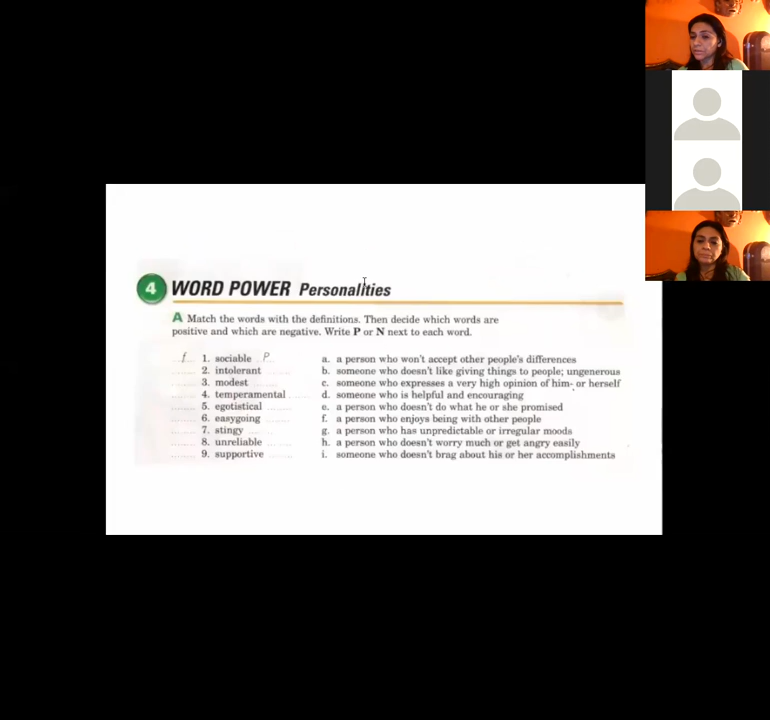 4 WORD POWER Personalities
A Match the words with the definitions. Then decide which words are
positive and which are negative. Write P or N next to each word.
f 1. sociable P
2. intolerant
3. modest
4. temperamental
5. egotistical
6. easygoing
7. stingy
8. unreliable
9. supportive
a. a person who won't accept other people's differences
b. someone who doesn't like giving things to people; ungenerous
c. someone who expresses a very high opinion of him- or herself
d. someone who is helpful and encouraging
e. a person who doesn't do what he or she promised
f. a person who enjoys being with other people
g. a person who has unpredictable or irregular moods
h. a person who doesn't worry much or get angry easily
i. someone who doesn't brag about his or her accomplishments